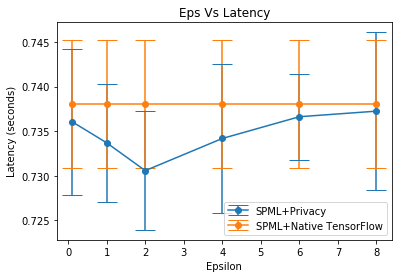 Eps Vs Latency
Latency (seconds)
0.745
0.740
0.735
0.730
0.725
0 1 2 3 4 5 6 7 8
Epsilon
SPML+Privacy
SPML+Native TensorFlow